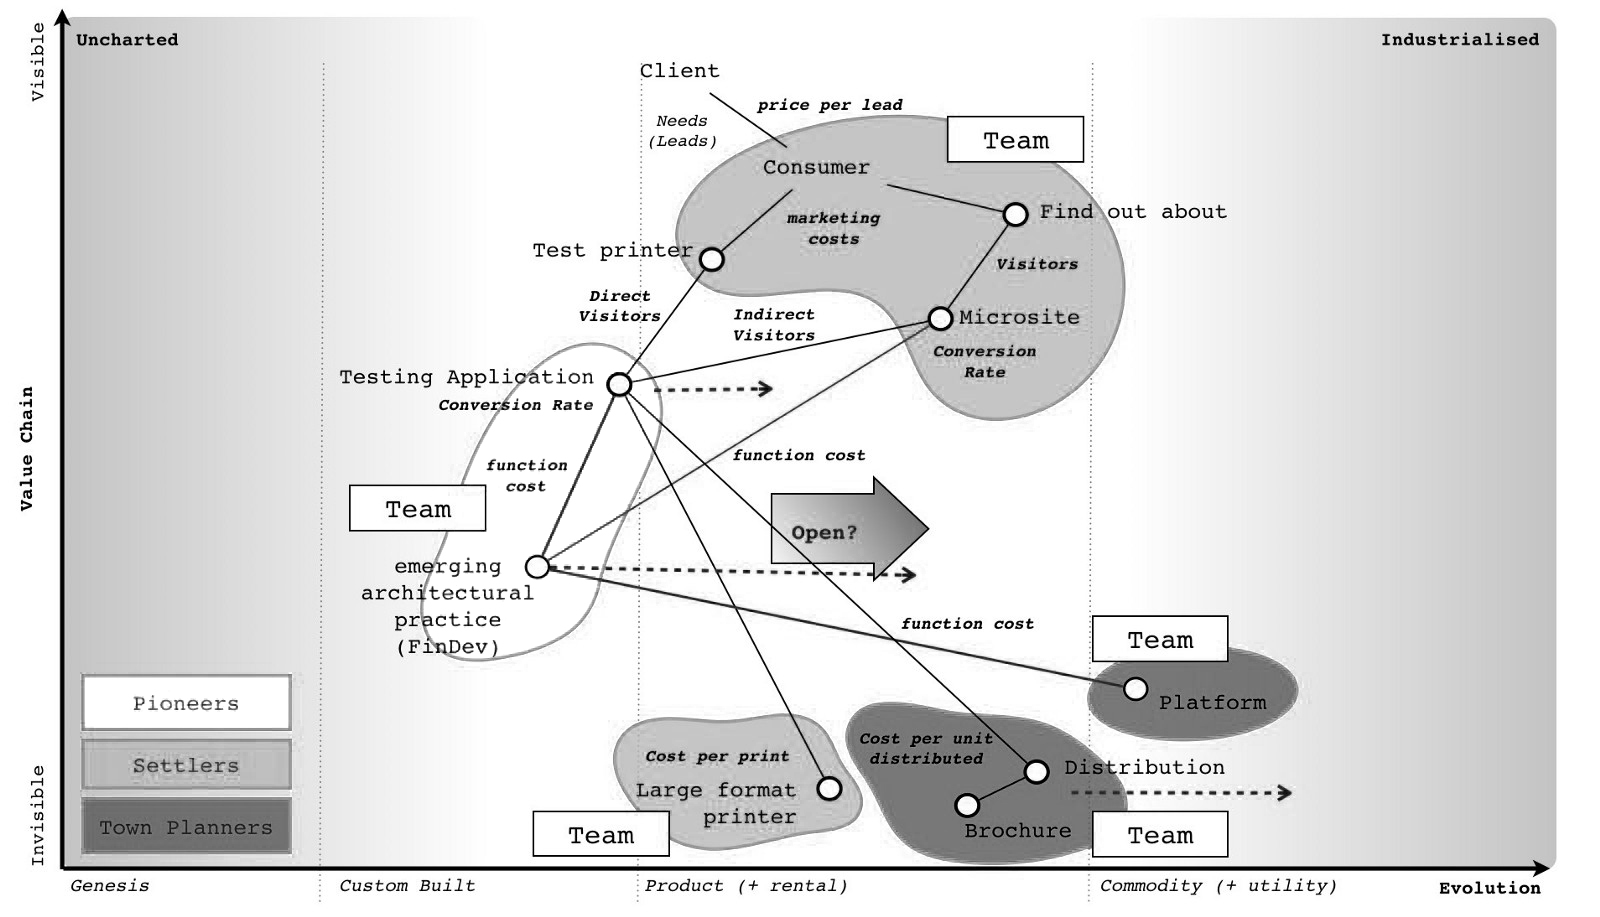 Uncharted
Industrialised
Visible
Client
price per lead
Needs
(Leads)
Team
Consumer
marketing
costs
Find out about
Test printer
Visitors
Direct
Visitors
Indirect
Visitors
Microsite
Conversion
Rate
Testing Application
Conversion Rate
Value Chain
function
cost
function cost
Team
Open?
emerging
architectural
practice
(FinDev)
function cost
Team
Platform
Pioneers
Settlers
Town Planners
Cost per print
Large format
printer
Team
Cost per unit
distributed
Distribution
Brochure
Team
Invisible
Genesis
Custom Built
Product (+ rental)
Commodity (+ utility)
Evolution